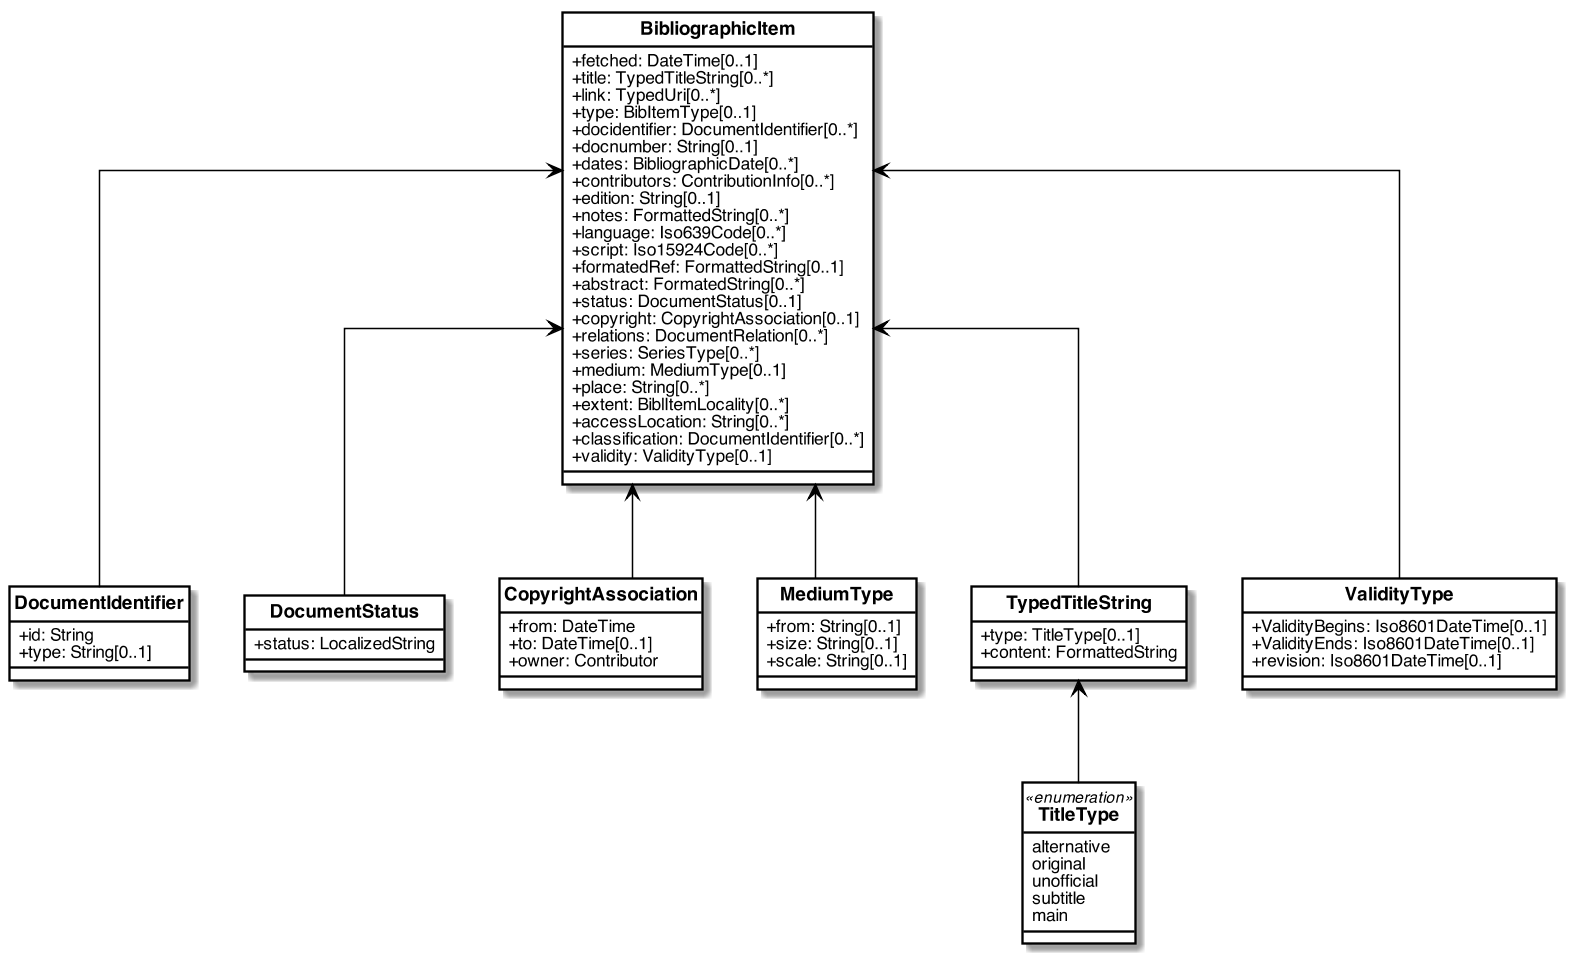 BibliographicItem
+fetched: DateTime[0..1]
+title: TypedTitleString[0..*]
+link: TypedUri[0..*]
+type: BibItemType[0..1]
+docidentifier: DocumentIdentifier[0..*]
+docnumber: String[0..1]
+dates: BibliographicDate[0..*]
+contributors: ContributionInfo[0..*]
+edition: String[0..1]
+notes: FormattedString[0..*]
+language: Iso639Code[0..*]
+script: Iso15924Code[0..*]
+formatedRef: FormattedString[0..1]
+abstract: FormatedString[0..*]
+status: DocumentStatus[0..1]
+copyright: CopyrightAssociation[0..1]
+relations: DocumentRelation[0..*]
+series: SeriesType[0..*]
+medium: MediumType[0..1]
+place: String[0..*]
+extent: BiblItemLocality[0..*]
+accessLocation: String[0..*]
+classification: DocumentIdentifier[0..*]
+validity: ValidityType[0..1]
DocumentIdentifier
+id: String
+type: String[0..1]
DocumentStatus
+status: LocalizedString
CopyrightAssociation
+from: DateTime
+to: DateTime[0..1]
+owner: Contributor
MediumType
+from: String[0..1]
+size: String[0..1]
+scale: String[0..1]
TypedTitleString
+type: TitleType[0..1]
+content: FormattedString
ValidityType
+ValidityBegins: Iso8601DateTime[0..1]
+ValidityEnds: Iso8601DateTime[0..1]
+revision: Iso8601DateTime[0..1]
«enumeration»
TitleType
alternative
original
unofficial
subtitle
main